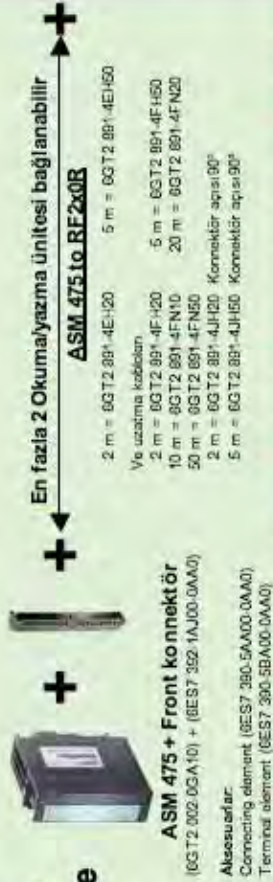 En fazla 2 Okuma/yazma ünitesi bağlanabilir
ASM 475 to RF2x0R
2 m = 6GT2 891-4EH20 5 m = 6GT2 891-4EH50
Ve uzatma kabloları
2 m = 6GT2 891-4FH20 5 m = 6GT2 891-4FH50
10 m = 6GT2 891-4FN10 20 m = 6GT2 891-4FN20
50 m = 6GT2 891-4FN50
2 m = 6GT2 891-4JH20 Konnektör açısı 90°
5 m = 6GT2 891-4JH50 Konnektör açısı 90°
ASM 475 + Front konnektör
(6GT2 002-0GA10) + (6ES7 392-1AJ00-0AA0)
Aksesuarlar:
Connecting element (6ES7 390-5AA00-0AA0)
Terminal element (6ES7 390-5BA00-0AA0)